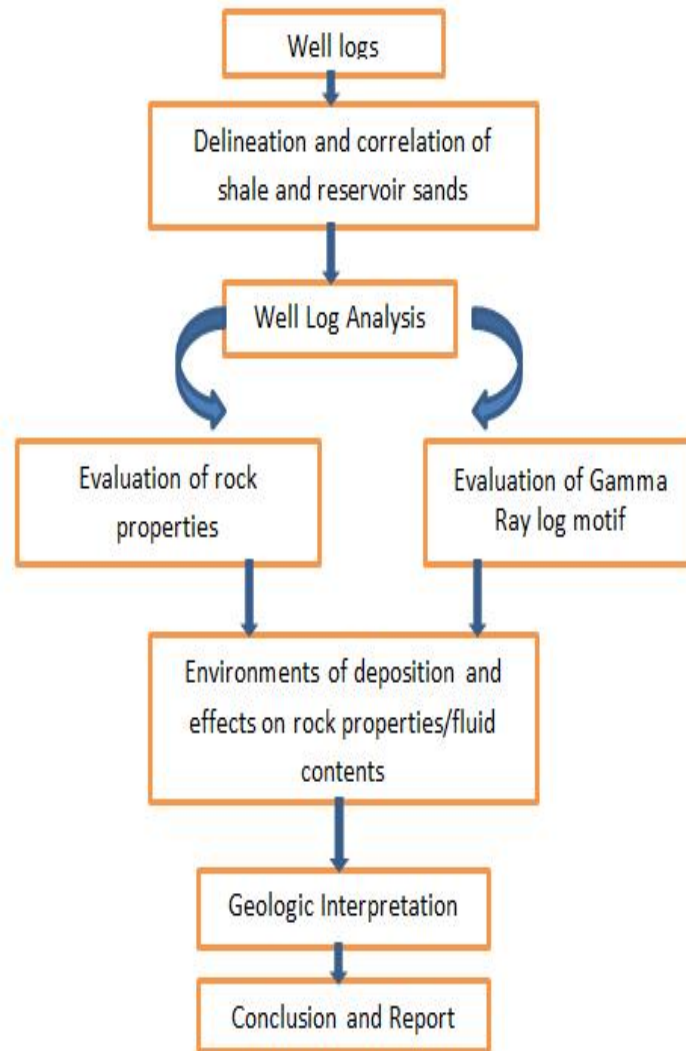 Well logs
Delineation and correlation of
shale and reservoir sands
Well Log Analysis
Evaluation of rock
properties
Evaluation of Gamma
Ray log motif
Environments of deposition and
effects on rock properties/fluid
contents
Geologic Interpretation
Conclusion and Report